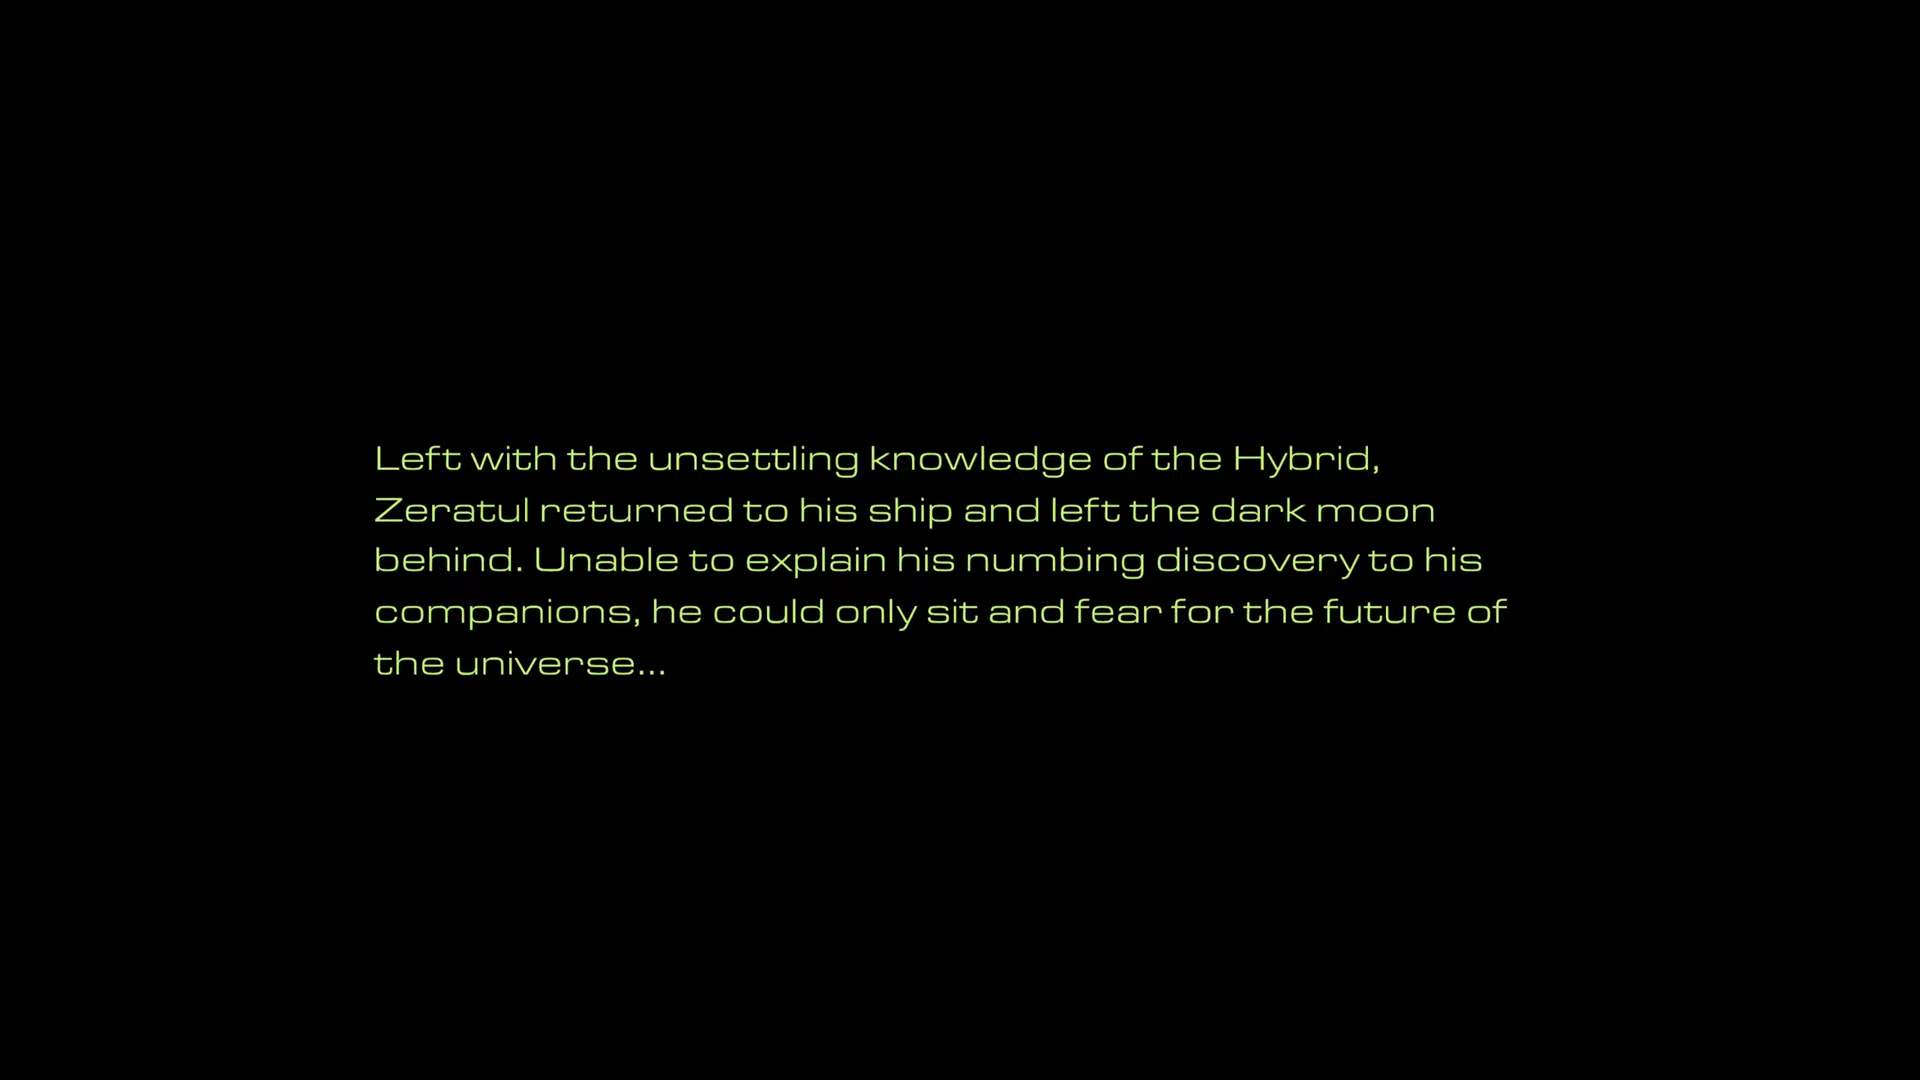 Left with the unsettling knowledge of the Hybrid,
Zeratul returned to his ship and left the dark moon
behind. Unable to explain his numbing discovery to his
companions, he could only sit and fear for the future of
the universe...